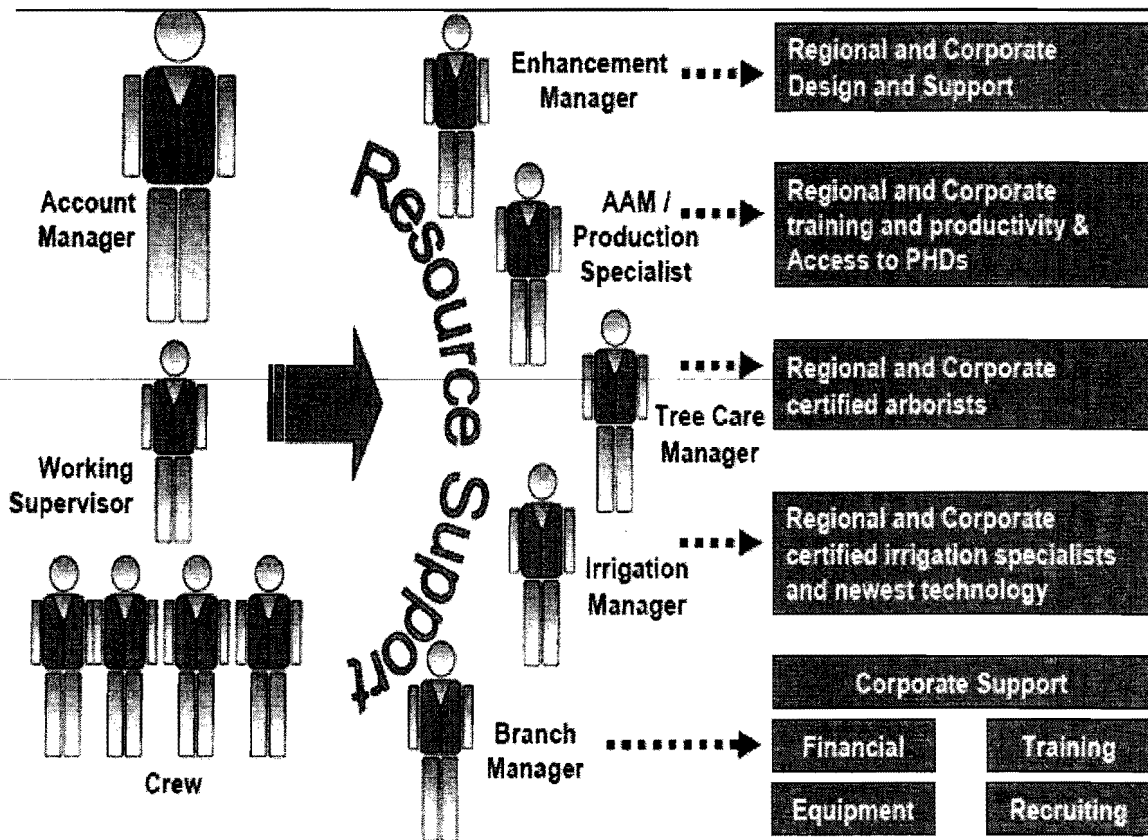 Account
Manager
Working
Supervisor
Crew
Resource Support
Enhancement
Manager
AAM /
Production
Specialist
Tree Care
Manager
Irrigation
Manager
Branch
Manager
Regional and Corporate
Design and Support
Regional and Corporate
training and productivity &
Access to PHDs
Regional and Corporate
certified arborists
Regional and Corporate
certified irrigation specialists
and newest technology
Corporate Support
Financial
Training
Equipment
Recruiting